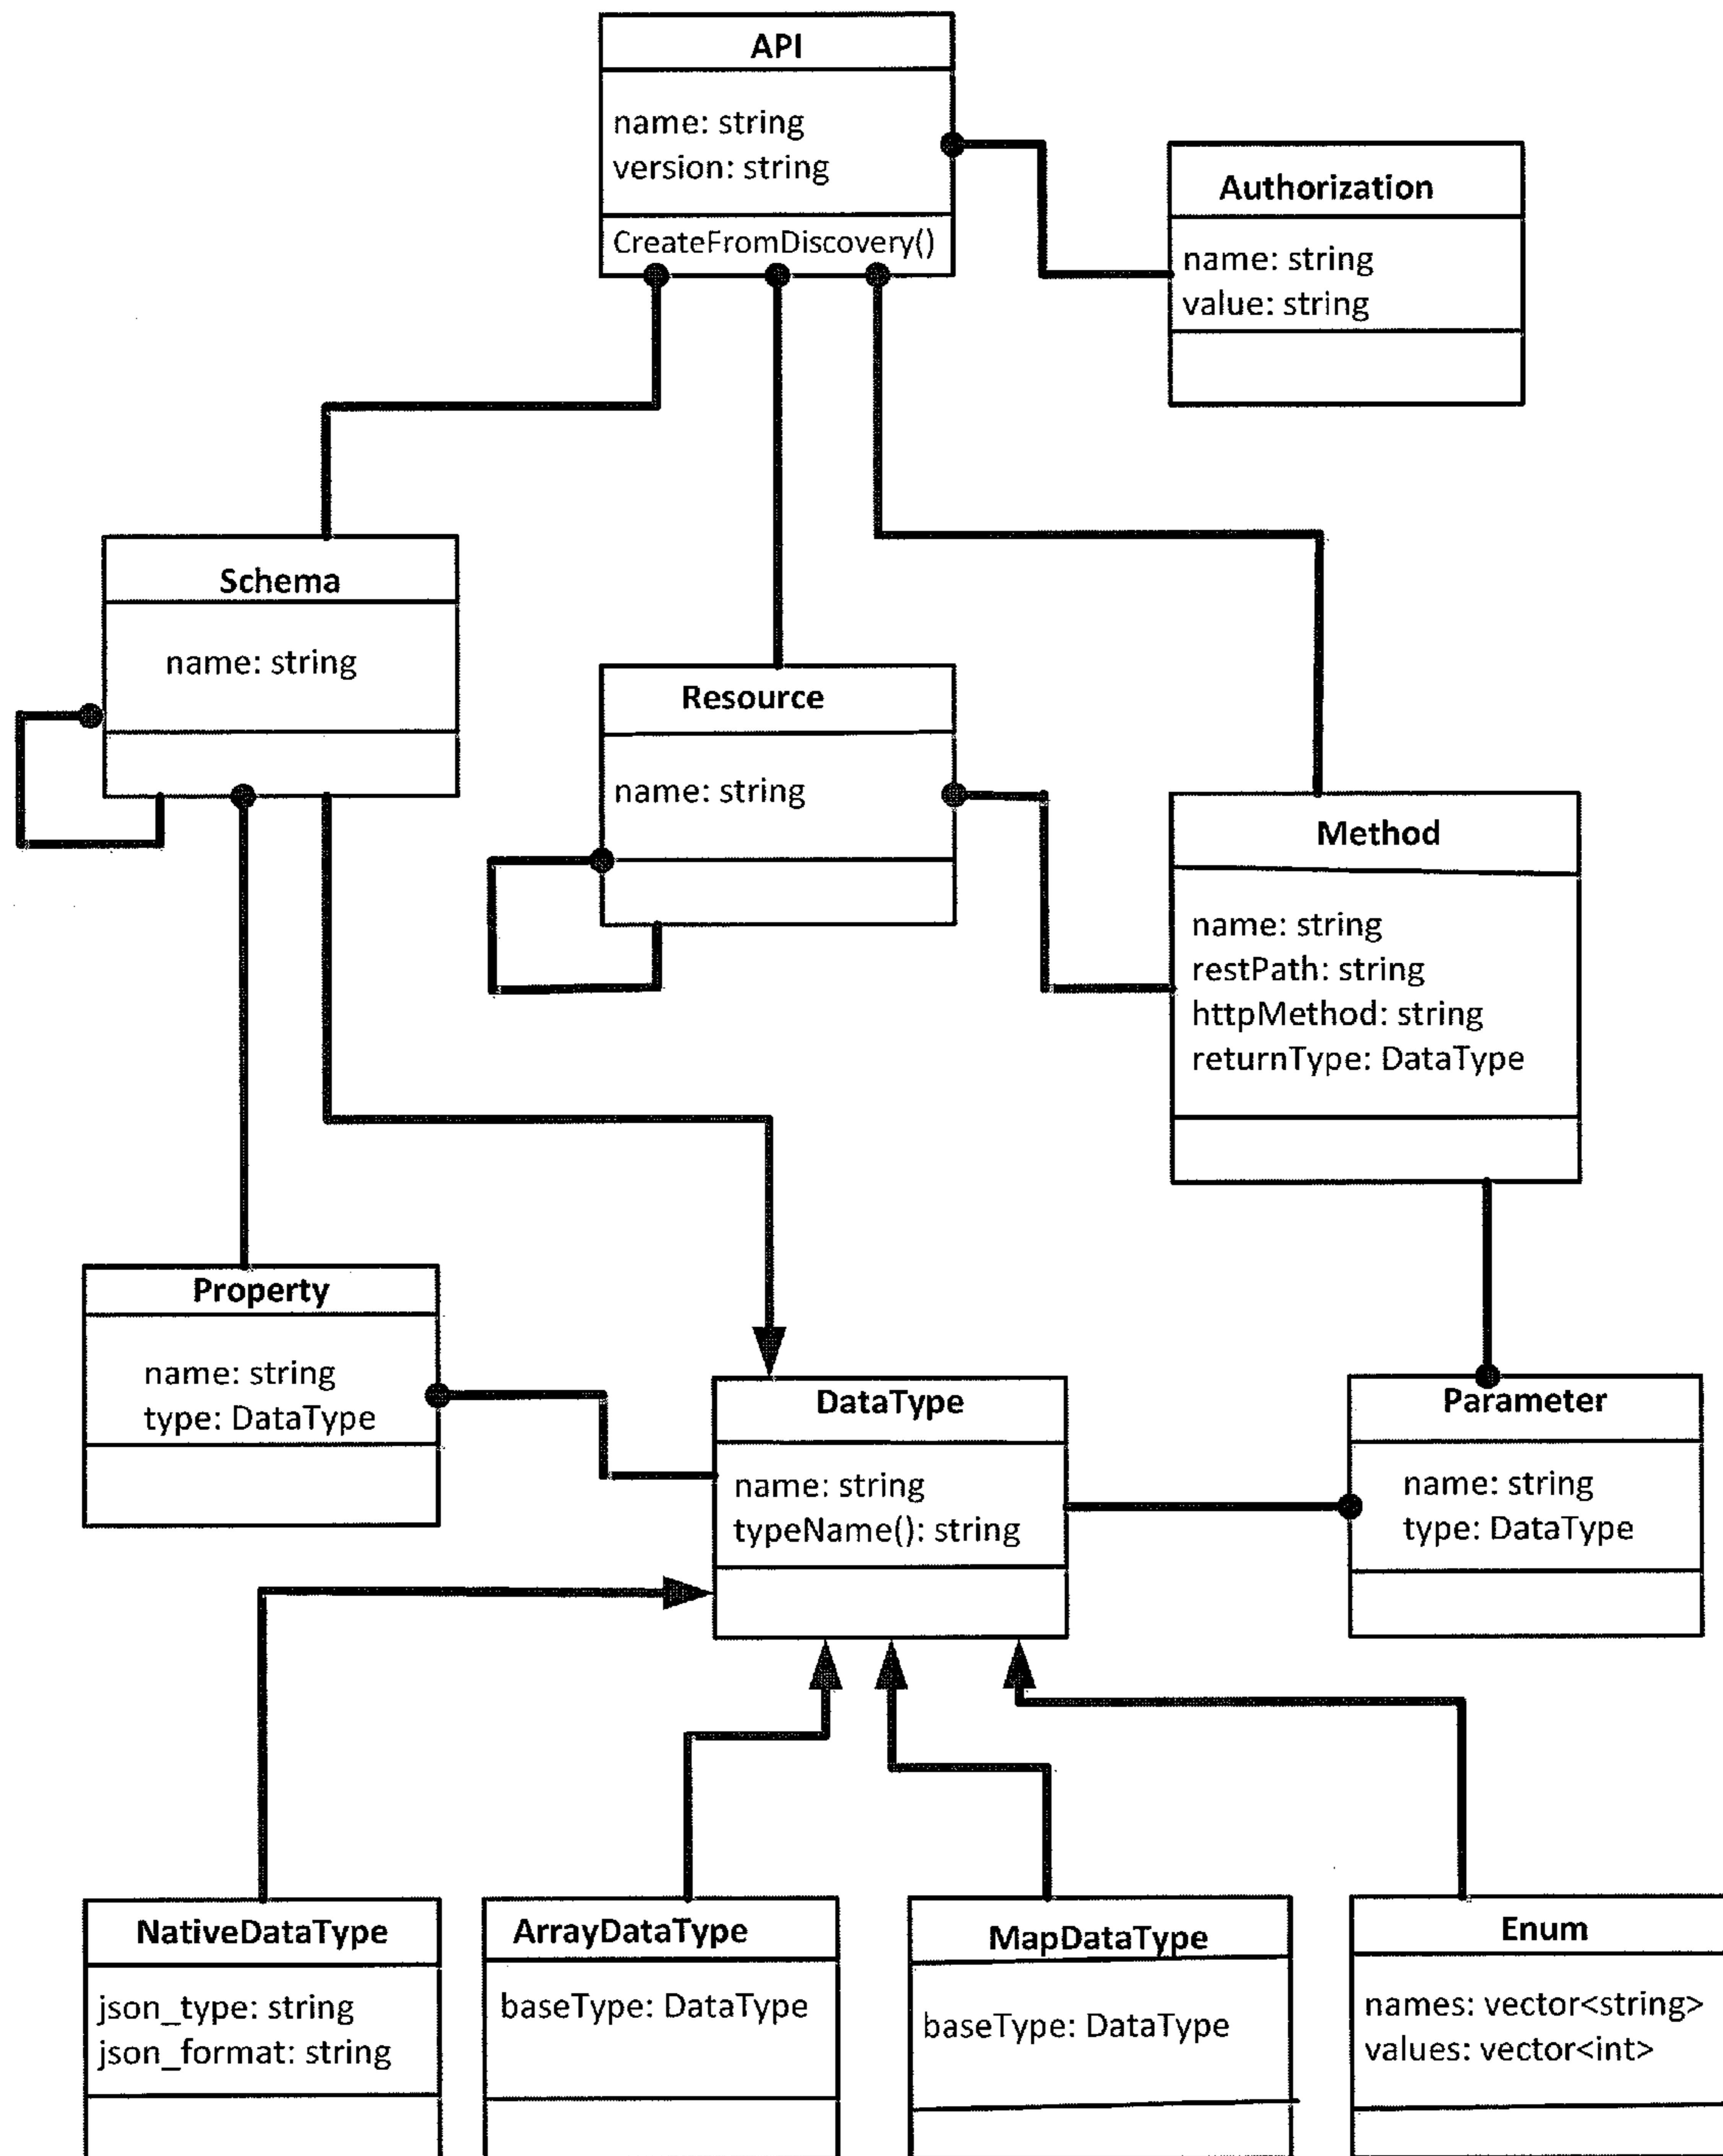 API
name: string
version: string
CreateFromDiscovery()
Authorization
name: string
value: string
Schema
name: string
Resource
name: string
Method
name: string
restPath: string
httpMethod: string
returnType: DataType
Property
name: string
type: DataType
DataType
name: string
typeName(): string
Parameter
name: string
type: DataType
NativeDataType
json_type: string
json_format: string
ArrayDataType
baseType: DataType
MapDataType
baseType: DataType
Enum
names: vector<string>
values: vector<int>